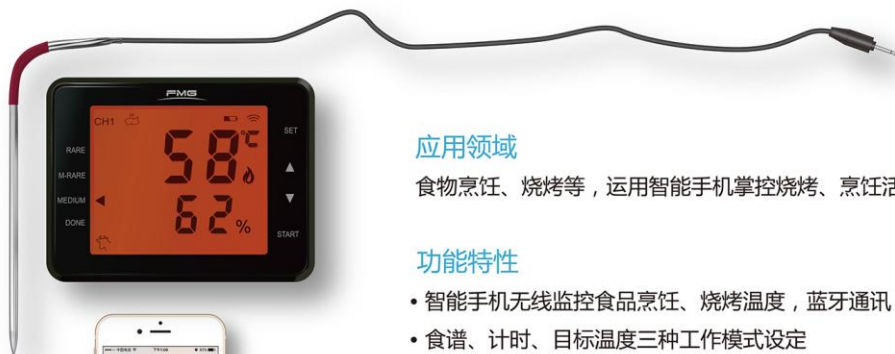 FMG
CH1
58℃
62%
RARE
M-RARE
MEDIUM
DONE
SET
START
应用领域
食物烹饪、烧烤等，运用智能手机掌控烧烤、烹饪活
功能特性
• 智能手机无线监控食品烹饪、烧烤温度，蓝牙通讯
• 食谱、计时、目标温度三种工作模式设定